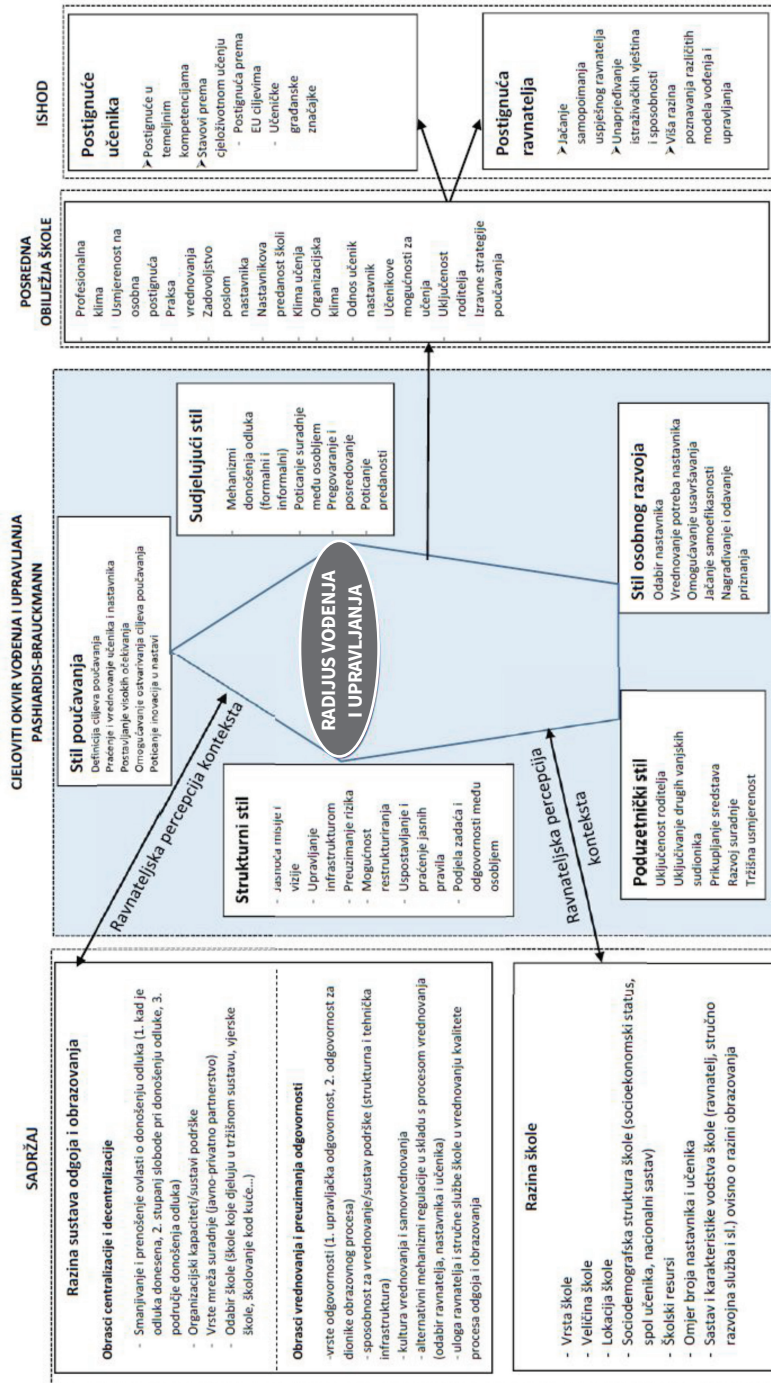 SADRŽAJ
Razina sustava odgoja i obrazovanja
Obrasci centralizacije i decentralizacije
- Smanjivanje i prenošenje ovlasti o donošenju odluka (1. kad je
odluka donesena, 2. stupanj slobode pri donošenju odluke, 3.
područje donošenja odluka)
- Organizacijski kapaciteti/sustavi podrške
- Vrste mreža suradnje (javno-privatno partnerstvo)
- Odabir škole (škole koje djeluju u tržišnom sustavu, vjerske
škole, školovanje kod kuće...)
Obrasci vrednovanja i preuzimanja odgovornosti
-vrste odgovornosti (1. upravljačka odgovornost, 2. odgovornost za
dionike obrazovnog procesa)
- sposobnost za vrednovanje/sustav podrške (strukturna i tehnička
infrastruktura)
- kultura vrednovanja i samovrednovanja
- alternativni mehanizmi regulacije u skladu s procesom vrednovanja
(odabir ravnatelja, nastavnika i učenika)
- uloga ravnatelja i stručne službe škole u vrednovanju kvalitete
procesa odgoja i obrazovanja
Razina škole
- Vrsta škole
- Veličina škole
- Lokacija škole
- Sociodemografska struktura škole (socioekonomski status,
spol učenika, nacionalni sastav)
- Školski resursi
- Omjer broja nastavnika i učenika
- Sastav i karakteristike vodstva škole (ravnatelj, stručno
razvojna služba i sl.) ovisno o razini obrazovanja
CJELOVITI OKVIR VOĐENJA I UPRAVLJANJA
PASHIARDIS-BRAUCKMANN
Ravnateljska percepcija konteksta
Stil poučavanja
Definicija ciljeva poučavanja
Praćenje i vrednovanje učenika i nastavnika
Postavljanje visokih očekivanja
Omogućavanje ostvarivanja ciljeva poučavanja
Poticanje inovacija u nastavi
Strukturni stil
- Jasnoća misije i
vizije
- Upravljanje
infrastrukturom
- Preuzimanje rizika
- Mogućnost
restrukturiranja
- Uspostavljanje i
praćenje jasnih
pravila
- Podjela zadaća i
odgovornosti među
osobljem
RADIJUS VOĐENJA
I UPRAVLJANJA
Sudjelujući stil
Mehanizmi
donošenja odluka
(formalni i
informalni)
Poticanje suradnje
među osobljem
Pregovaranje i
posredovanje
Poticanje
predanosti
Ravnateljska percepcija
konteksta
Poduzetnički stil
Uključenost roditelja
Uključivanje drugih vanjskih
sudionika
Prikupljanje sredstava
Razvoj suradnje
Tržišna usmjerenost
Stil osobnog razvoja
Odabir nastavnika
Vrednovanje potreba nastavnika
Omogućavanje usavršavanja
Jačanje samoefikasnosti
Nagrađivanje i odavanje
priznanja
POSREDNA
OBILJEŽJA ŠKOLE
Profesionalna
klima
Usmjerenost na
osobna
postignuća
Praksa
vrednovanja
Zadovoljstvo
poslom
nastavnika
Nastavnikova
predanost školi
Klima učenja
Organizacijska
klima
Odnos učenik
nastavnik
Učenikove
mogućnosti za
učenja
Uključenost
roditelja
Izravne strategije
poučavanja
ISHOD
Postignuće
učenika
➤ Postignuće u
temeljnim
kompetencijama
➤ Stavovi prema
cjeloživotnom učenju
- Postignuća prema
EU ciljevima
- Učeničke
građanske
značajke
Postignuća
ravnatelja
➤ Jačanje
samopoimanja
uspješnog ravnatelja
➤ Unaprjeđivanje
istraživačkih vještina
i sposobnosti
➤ Viša razina
poznavanja različitih
modela vođenja i
upravljanja